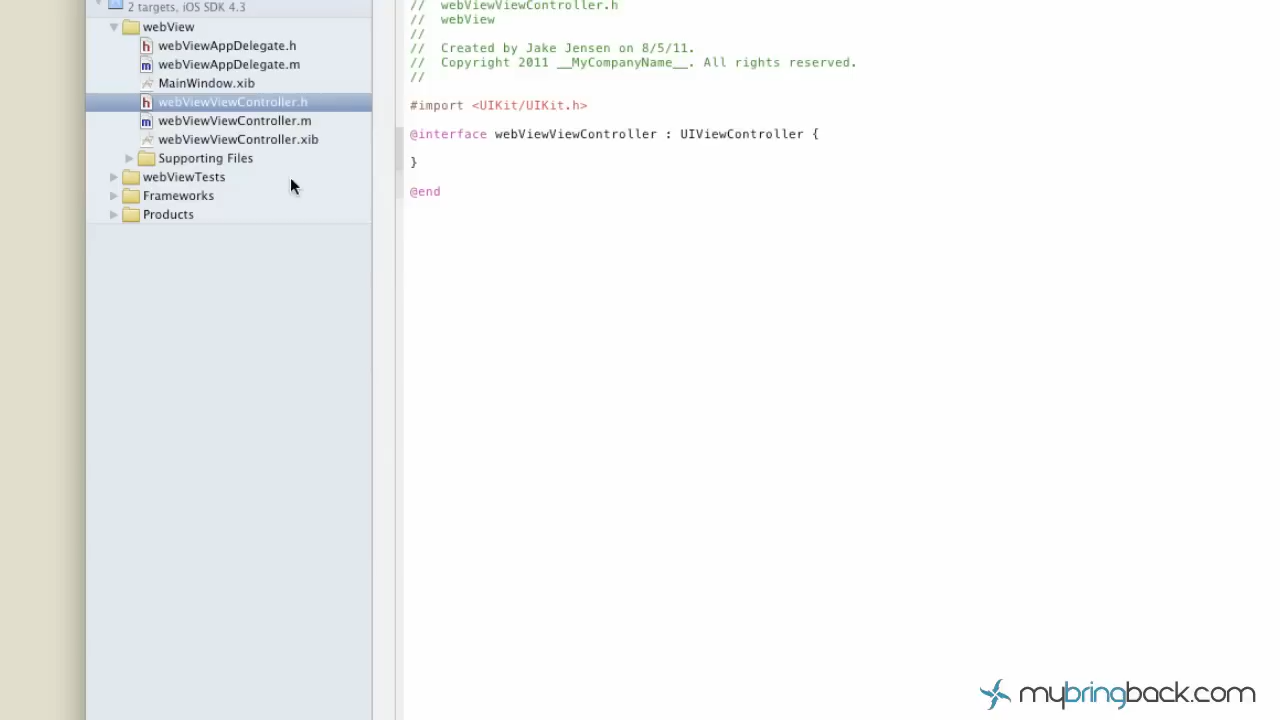 2 targets, iOS SDK 4.3
webView
webViewAppDelegate.h
webViewAppDelegate.m
MainWindow.xib
webViewViewController.h
webViewViewController.m
webViewViewController.xib
Supporting Files
webViewTests
Frameworks
Products
//  webViewViewController.h
//  webView
//
//  Created by Jake Jensen on 8/5/11.
//  Copyright 2011 __MyCompanyName__. All rights reserved.
//
#import <UIKit/UIKit.h>
@interface webViewViewController : UIViewController {
}
@end
mybringback.com